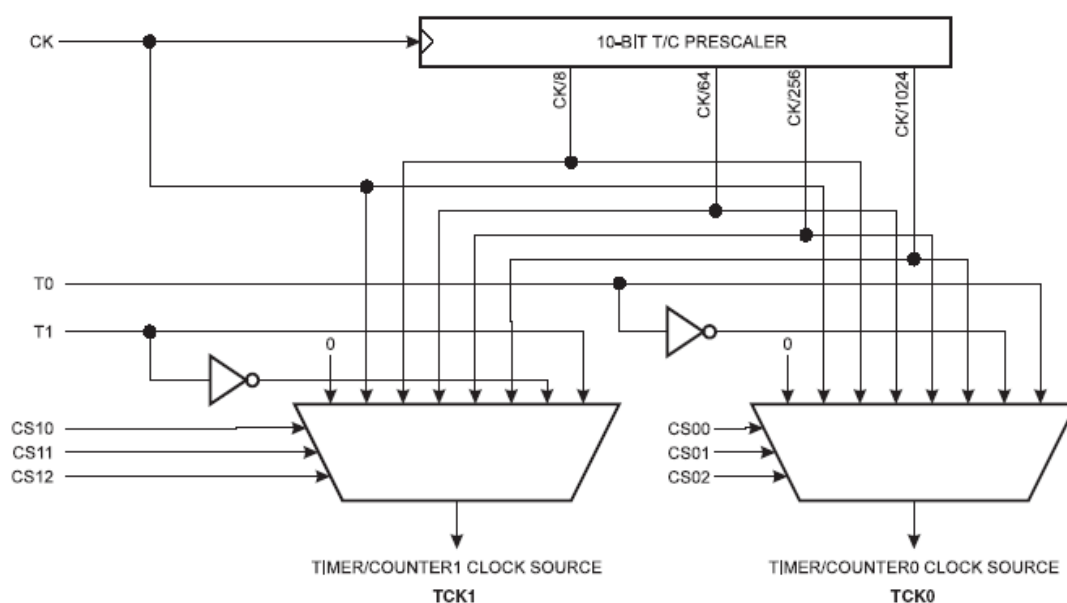 CK
10-BIT T/C PRESCALER
CK/8
CK/64
CK/256
CK/1024
T0
T1
0
0
CS10
CS11
CS12
CS00
CS01
CS02
TIMER/COUNTER1 CLOCK SOURCE
TCK1
TIMER/COUNTER0 CLOCK SOURCE
TCK0